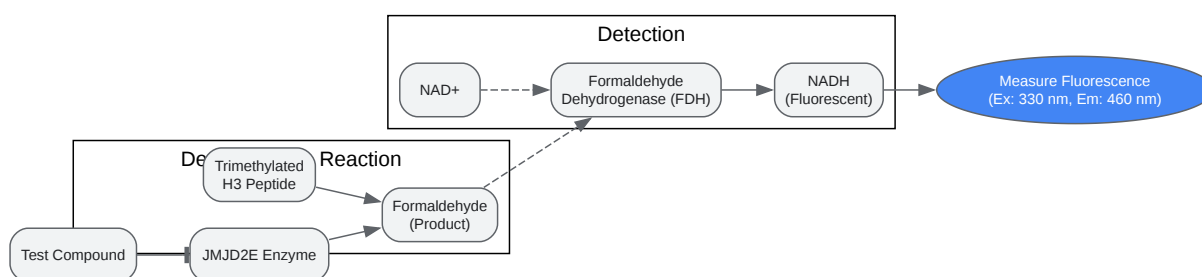 Detection
NAD+
Formaldehyde
Dehydrogenase (FDH)
NADH
(Fluorescent)
Measure Fluorescence
(Ex: 330 nm, Em: 460 nm)
Reaction
Trimethylated
H3 Peptide
Formaldehyde
(Product)
Test Compound
JMJD2E Enzyme